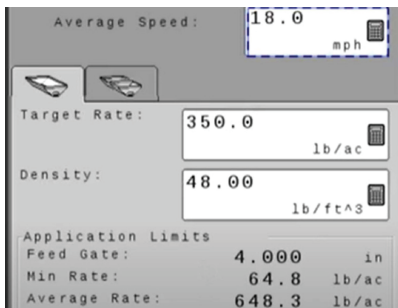 Average Speed: 18.0
mph
Target Rate: 350.0
lb/ac
Density: 48.00
lb/ft^3
Application Limits
Feed Gate: 4.000 in
Min Rate: 64.8 lb/ac
Average Rate: 648.3 lb/ac